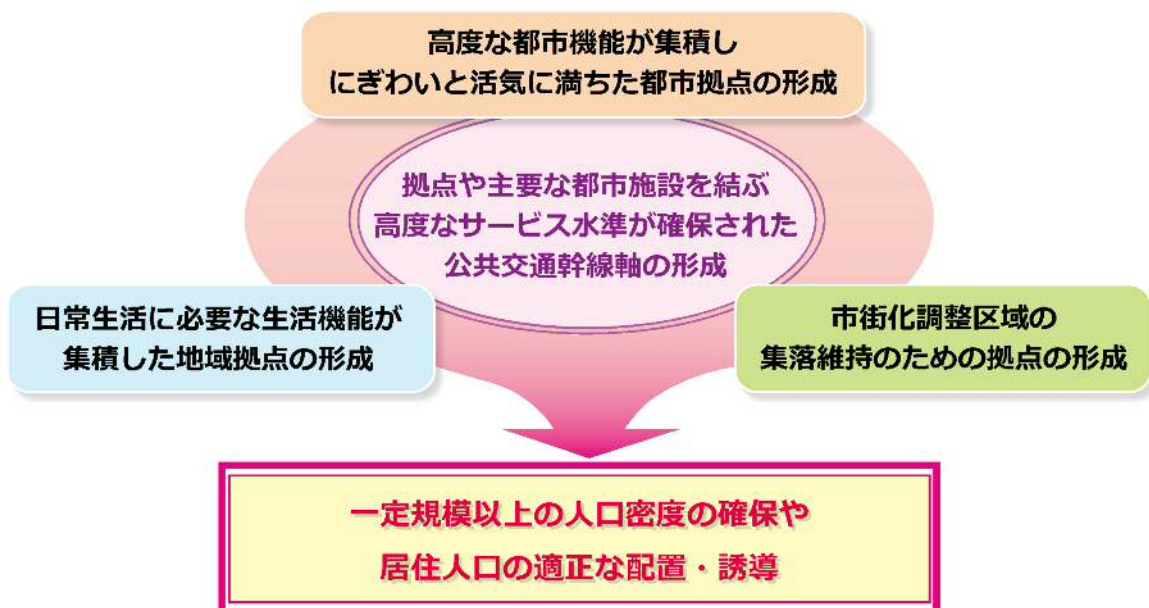 高度な都市機能が集積し
にぎわいと活気に満ちた都市拠点の形成
拠点や主要な都市施設を結ぶ
高度なサービス水準が確保された
公共交通幹線軸の形成
日常生活に必要な生活機能が
集積した地域拠点の形成
市街化調整区域の
集落維持のための拠点の形成
一定規模以上の人口密度の確保や
居住人口の適正な配置・誘導